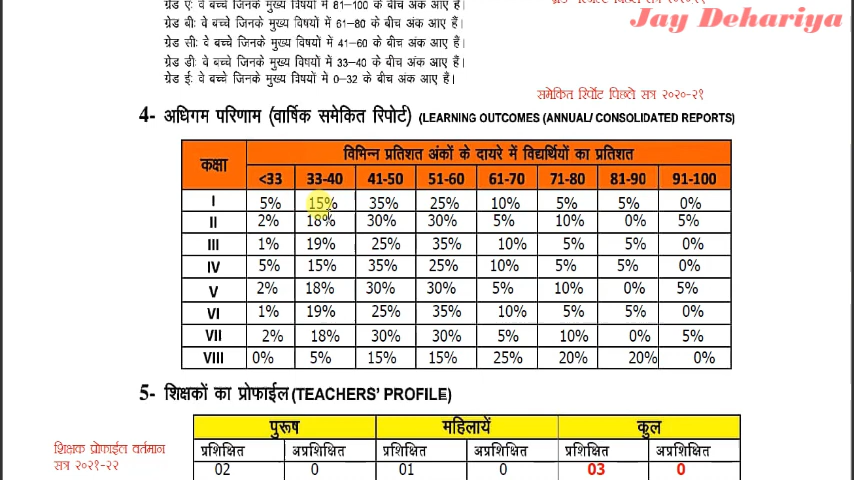 ग्रेड ए: वे बच्चे जिनके मुख्य विषयों में 81-100 के बीच अंक आए हैं।
ग्रेड बी: वे बच्चे जिनके मुख्य विषयों में 61-80 के बीच अंक आए हैं।
ग्रेड सी: वे बच्चे जिनके मुख्य विषयों में 41-60 के बीच अंक आए हैं।
ग्रेड डी: वे बच्चे जिनके मुख्य विषयों में 33-40 के बीच अंक आए हैं।
ग्रेड ई: वे बच्चे जिनके मुख्य विषयों में 0-32 के बीच अंक आए हैं।
Jay Dehariya
समेकित रिपोर्ट पिछले सत्र २०२०-२१
4- अधिगम परिणाम (वार्षिक समेकित रिपोर्ट) (LEARNING OUTCOMES (ANNUAL/ CONSOLIDATED REPORTS)
कक्षा विभिन्न प्रतिशत अंकों के दायरे में विद्यार्थियों का प्रतिशत
<33 33-40 41-50 51-60 61-70 71-80 81-90 91-100
I 5% 15% 35% 25% 10% 5% 5% 0%
II 2% 18% 30% 30% 5% 10% 0% 5%
III 1% 19% 25% 35% 10% 5% 5% 0%
IV 5% 15% 35% 25% 10% 5% 5% 0%
V 2% 18% 30% 30% 5% 10% 0% 5%
VI 1% 19% 25% 35% 10% 5% 5% 0%
VII 2% 18% 30% 30% 5% 10% 0% 5%
VIII 0% 5% 15% 15% 25% 20% 20% 0%
5- शिक्षकों का प्रोफाईल (TEACHERS' PROFILE)
शिक्षक प्रोफाईल वर्तमान
सत्र २०२१-२२
पुरूष महिलायें कुल
प्रशिक्षित अप्रशिक्षित प्रशिक्षित अप्रशिक्षित प्रशिक्षित अप्रशिक्षित
02 0 01 0 03 0